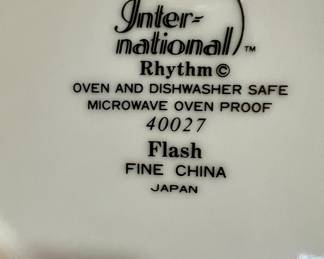 Inter-
national™
Rhythm©
OVEN AND DISHWASHER SAFE
MICROWAVE OVEN PROOF
40027
Flash
FINE CHINA
JAPAN